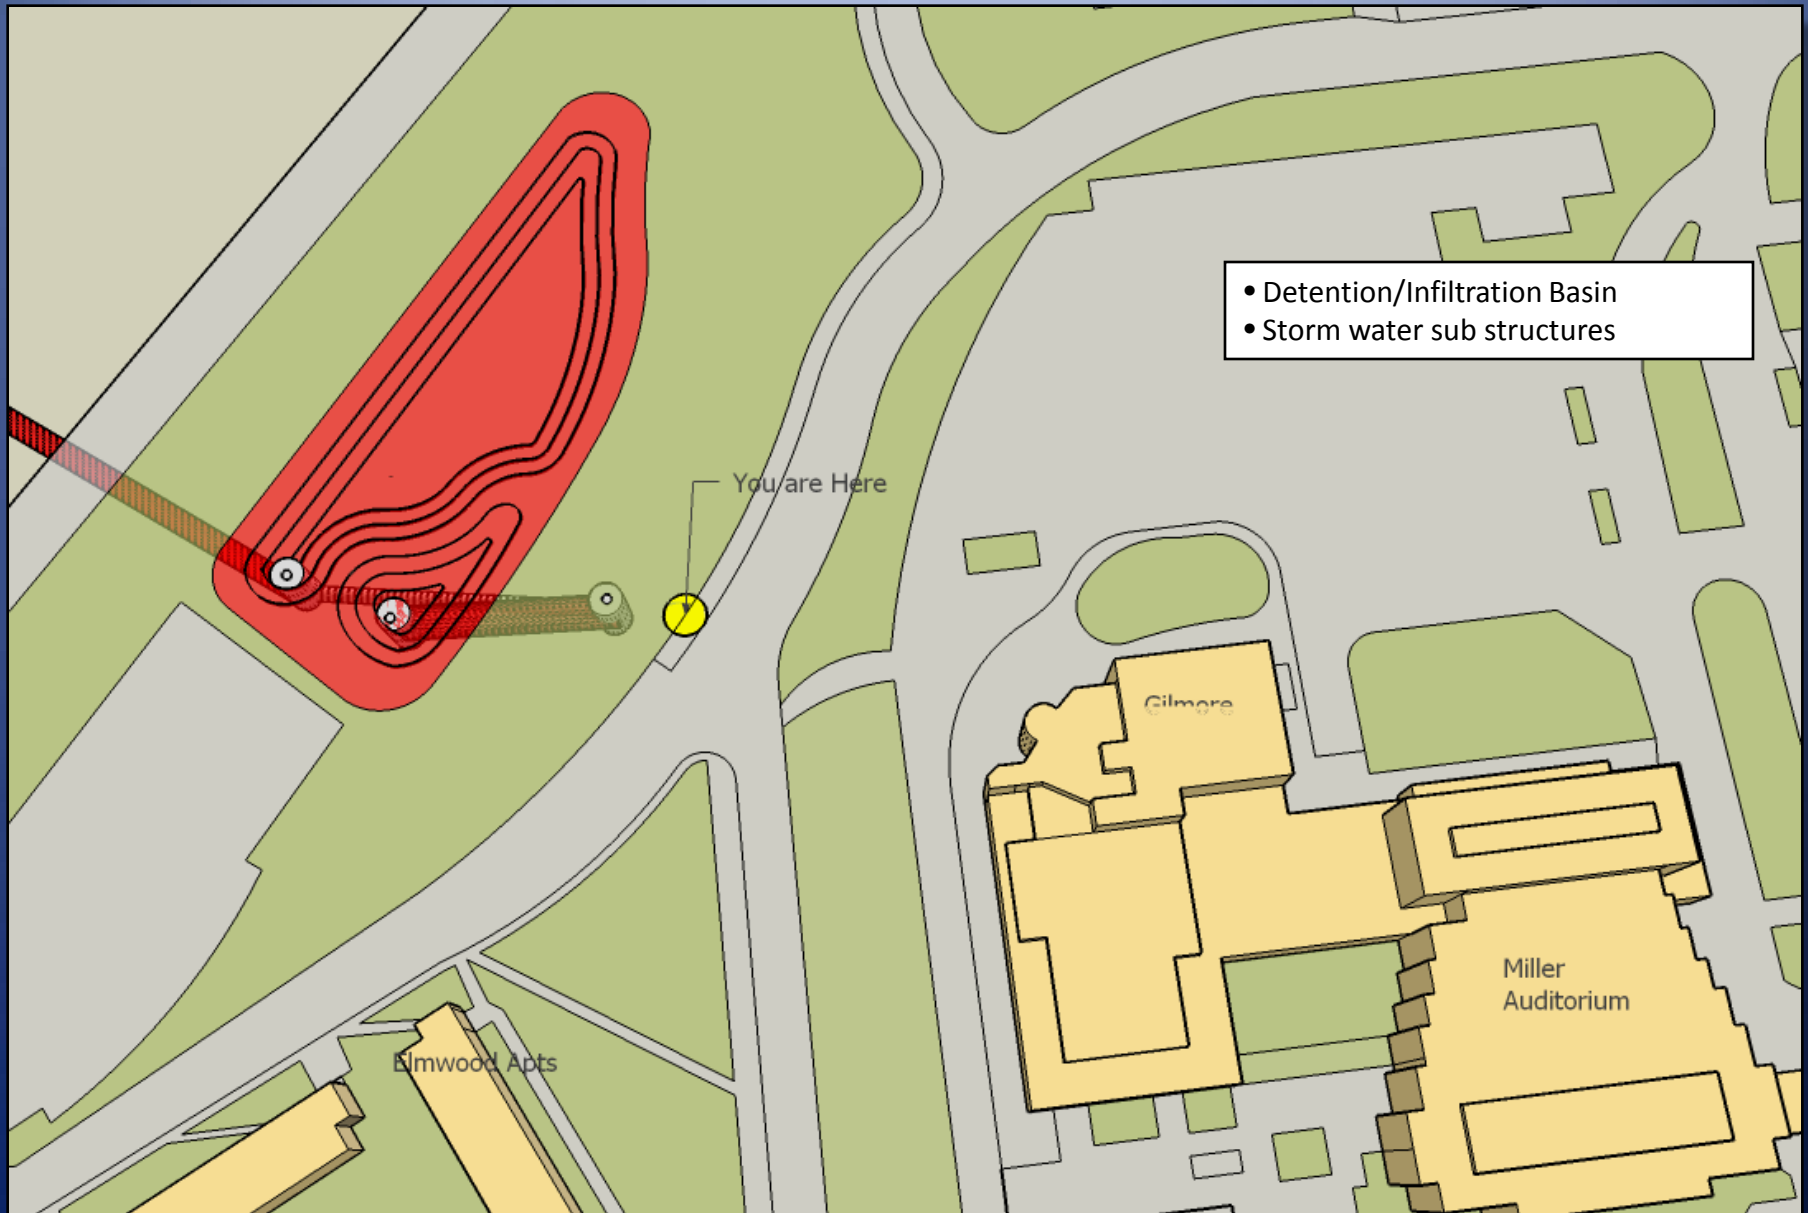 • Detention/Infiltration Basin
• Storm water sub structures
You are Here
Gilmore
Miller
Auditorium
Elmwood Apts